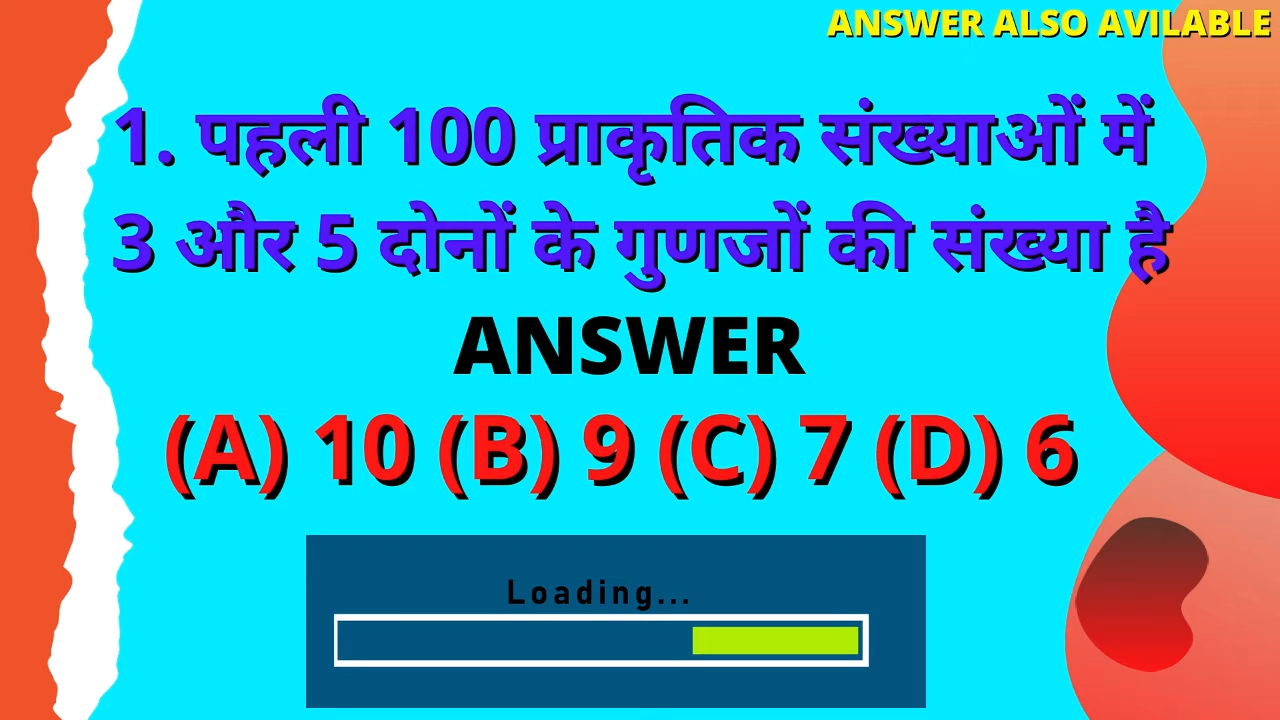 ANSWER ALSO AVILABLE
1. पहली 100 प्राकृतिक संख्याओं में
3 और 5 दोनों के गुणजों की संख्या है
ANSWER
(A) 10 (B) 9 (C) 7 (D) 6
Loading...